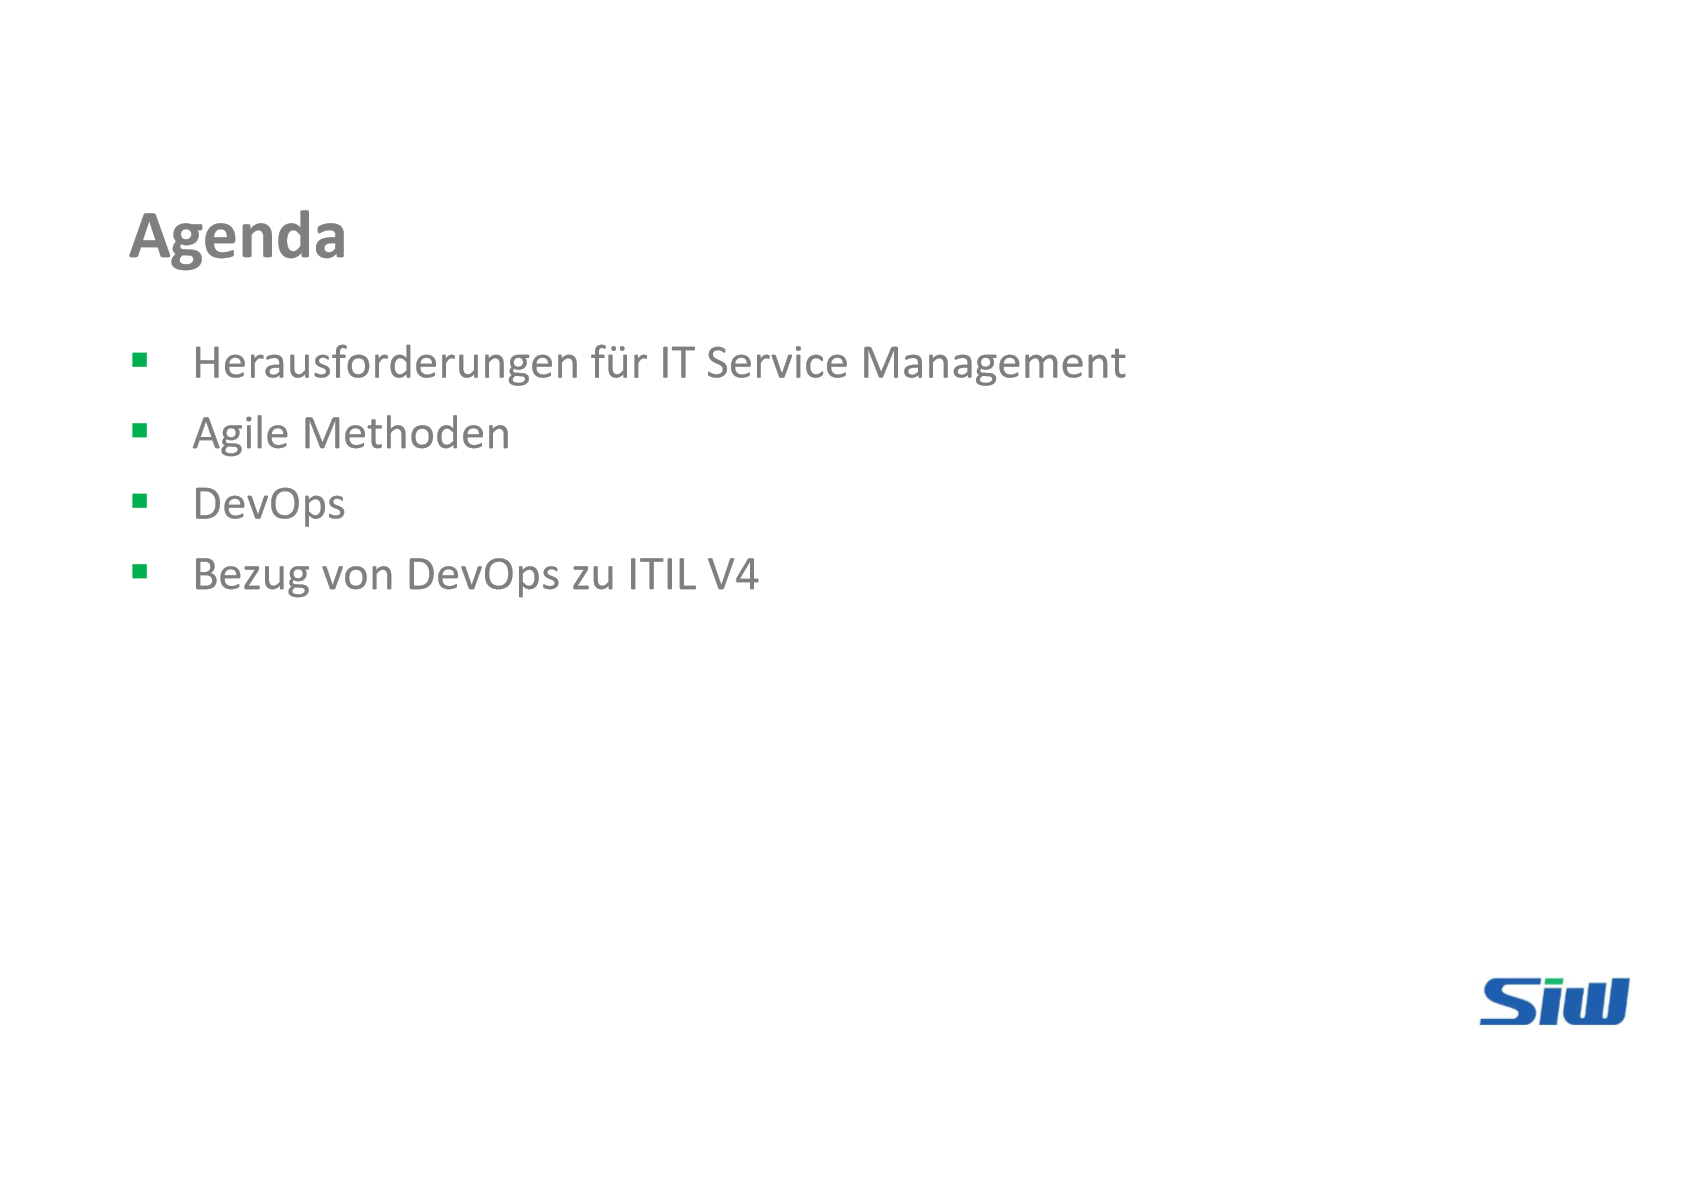 Agenda
Herausforderungen für IT Service Management
Agile Methoden
DevOps
Bezug von DevOps zu ITIL V4
Siw